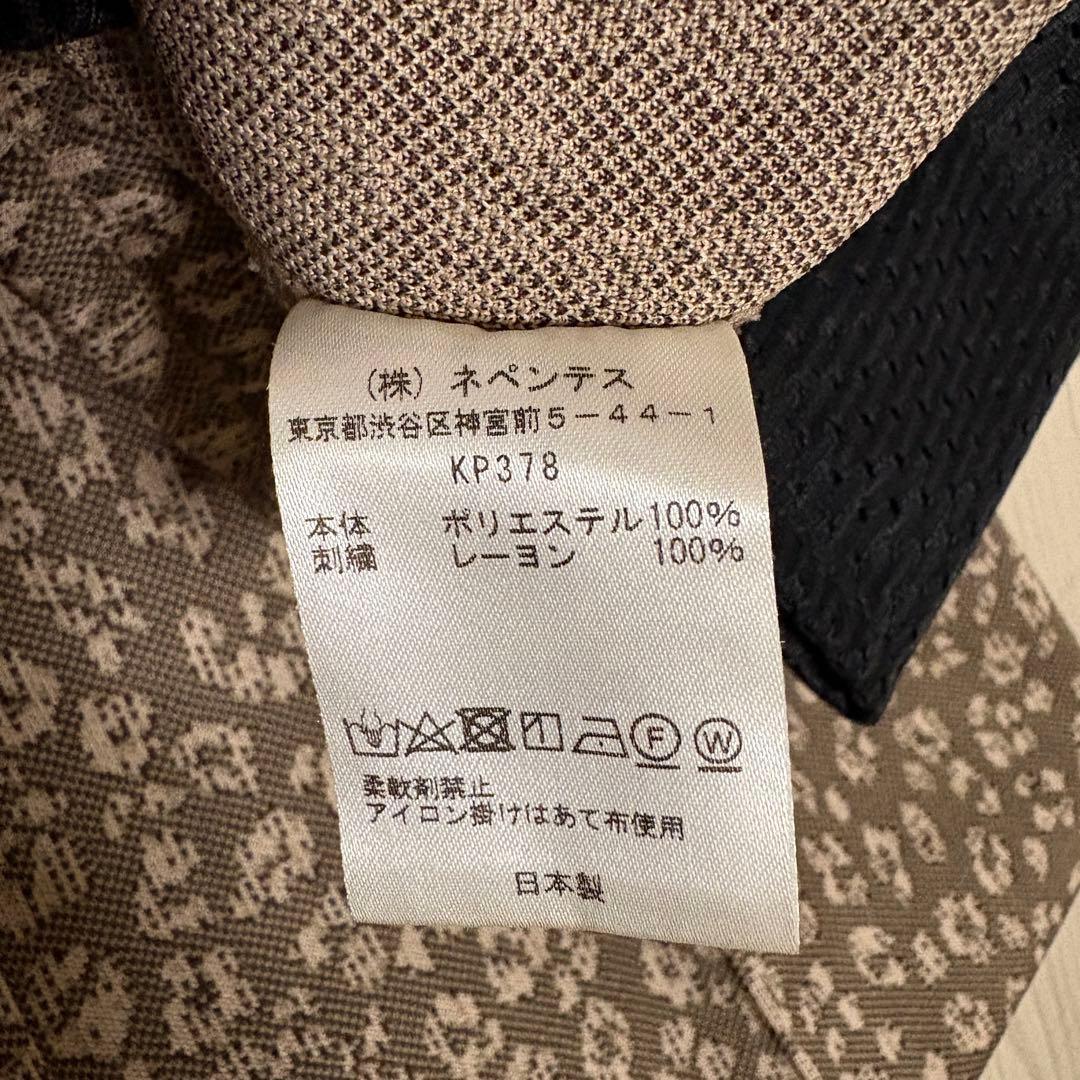 (株) ネペンテス
東京都渋谷区神宮前5-44-1
KP378
本体 ポリエステル100%
刺繍 レーヨン 100%
F W
柔軟剤禁止
アイロン掛けはあて布使用
日本製